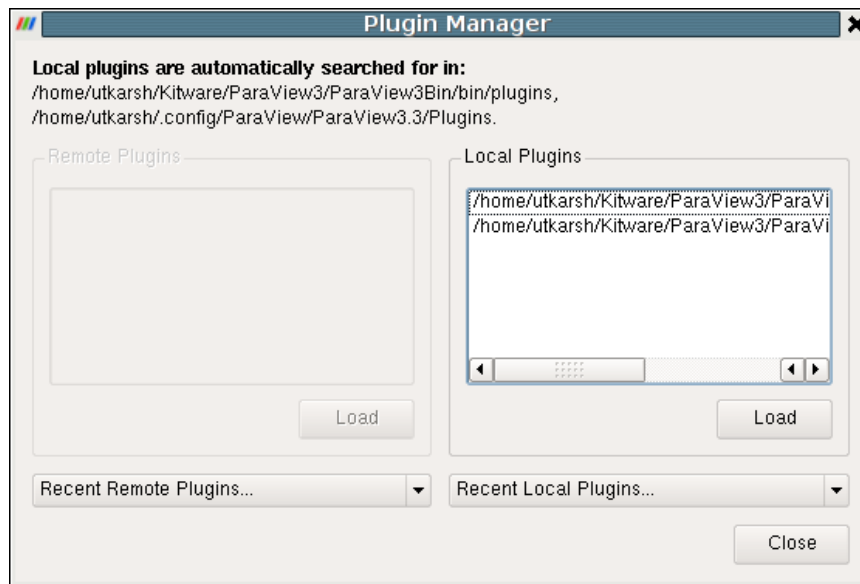 Plugin Manager
Local plugins are automatically searched for in:
/home/utkarsh/Kitware/ParaView3/ParaView3Bin/bin/plugins,
/home/utkarsh/.config/ParaView/ParaView3.3/Plugins.
Remote Plugins
Load
Recent Remote Plugins...
Local Plugins
/home/utkarsh/Kitware/ParaView3/ParaVi
/home/utkarsh/Kitware/ParaView3/ParaVi
Load
Recent Local Plugins...
Close